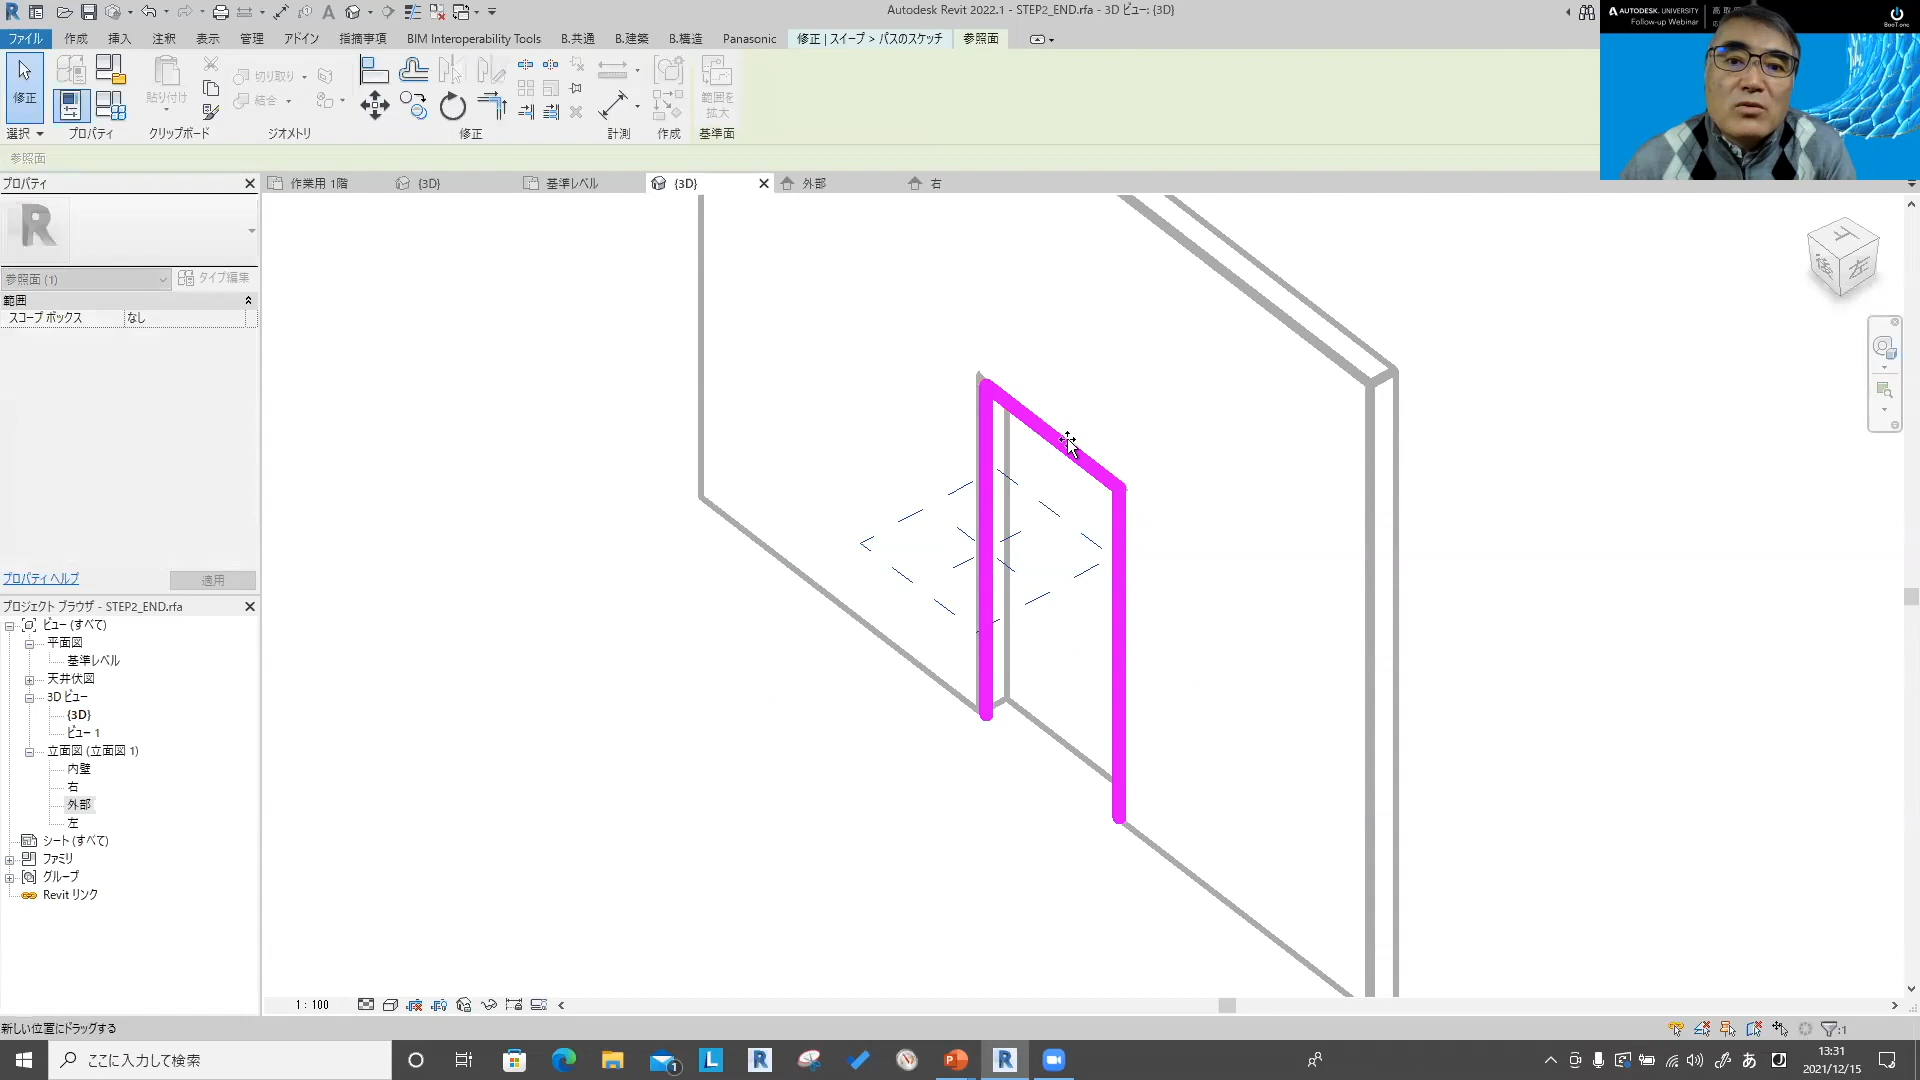 Autodesk Revit 2022.1 - STEP2_END.rfa - 3D ビュー: {3D}
AUTODESK. UNIVERSITY
Follow-up Webinar
BooT.one
ファイル 作成 挿入 注釈 表示 管理 アドイン 指摘事項 BIM Interoperability Tools B.共通 B.建築 B.構造 Panasonic 修正 | スイープ > パスのスケッチ 参照面
修正
貼り付け
切り取り
結合
範囲を
拡大
選択 プロパティ クリップボード ジオメトリ 修正 計測 作成 基準面
参照面
プロパティ
作業用 1階 {3D} 基準レベル {3D} 外部 右
参照面 (1) タイプ編集
範囲
スコープ ボックス なし
上
後 左
プロパティ ヘルプ 適用
プロジェクト ブラウザ - STEP2_END.rfa
ビュー (すべて)
平面図
基準レベル
天井伏図
3D ビュー
{3D}
ビュー 1
立面図 (立面図 1)
内壁
右
外部
左
シート (すべて)
ファミリ
グループ
Revit リンク
1 : 100
新しい位置にドラッグする
:1
ここに入力して検索
あ
13:31
2021/12/15